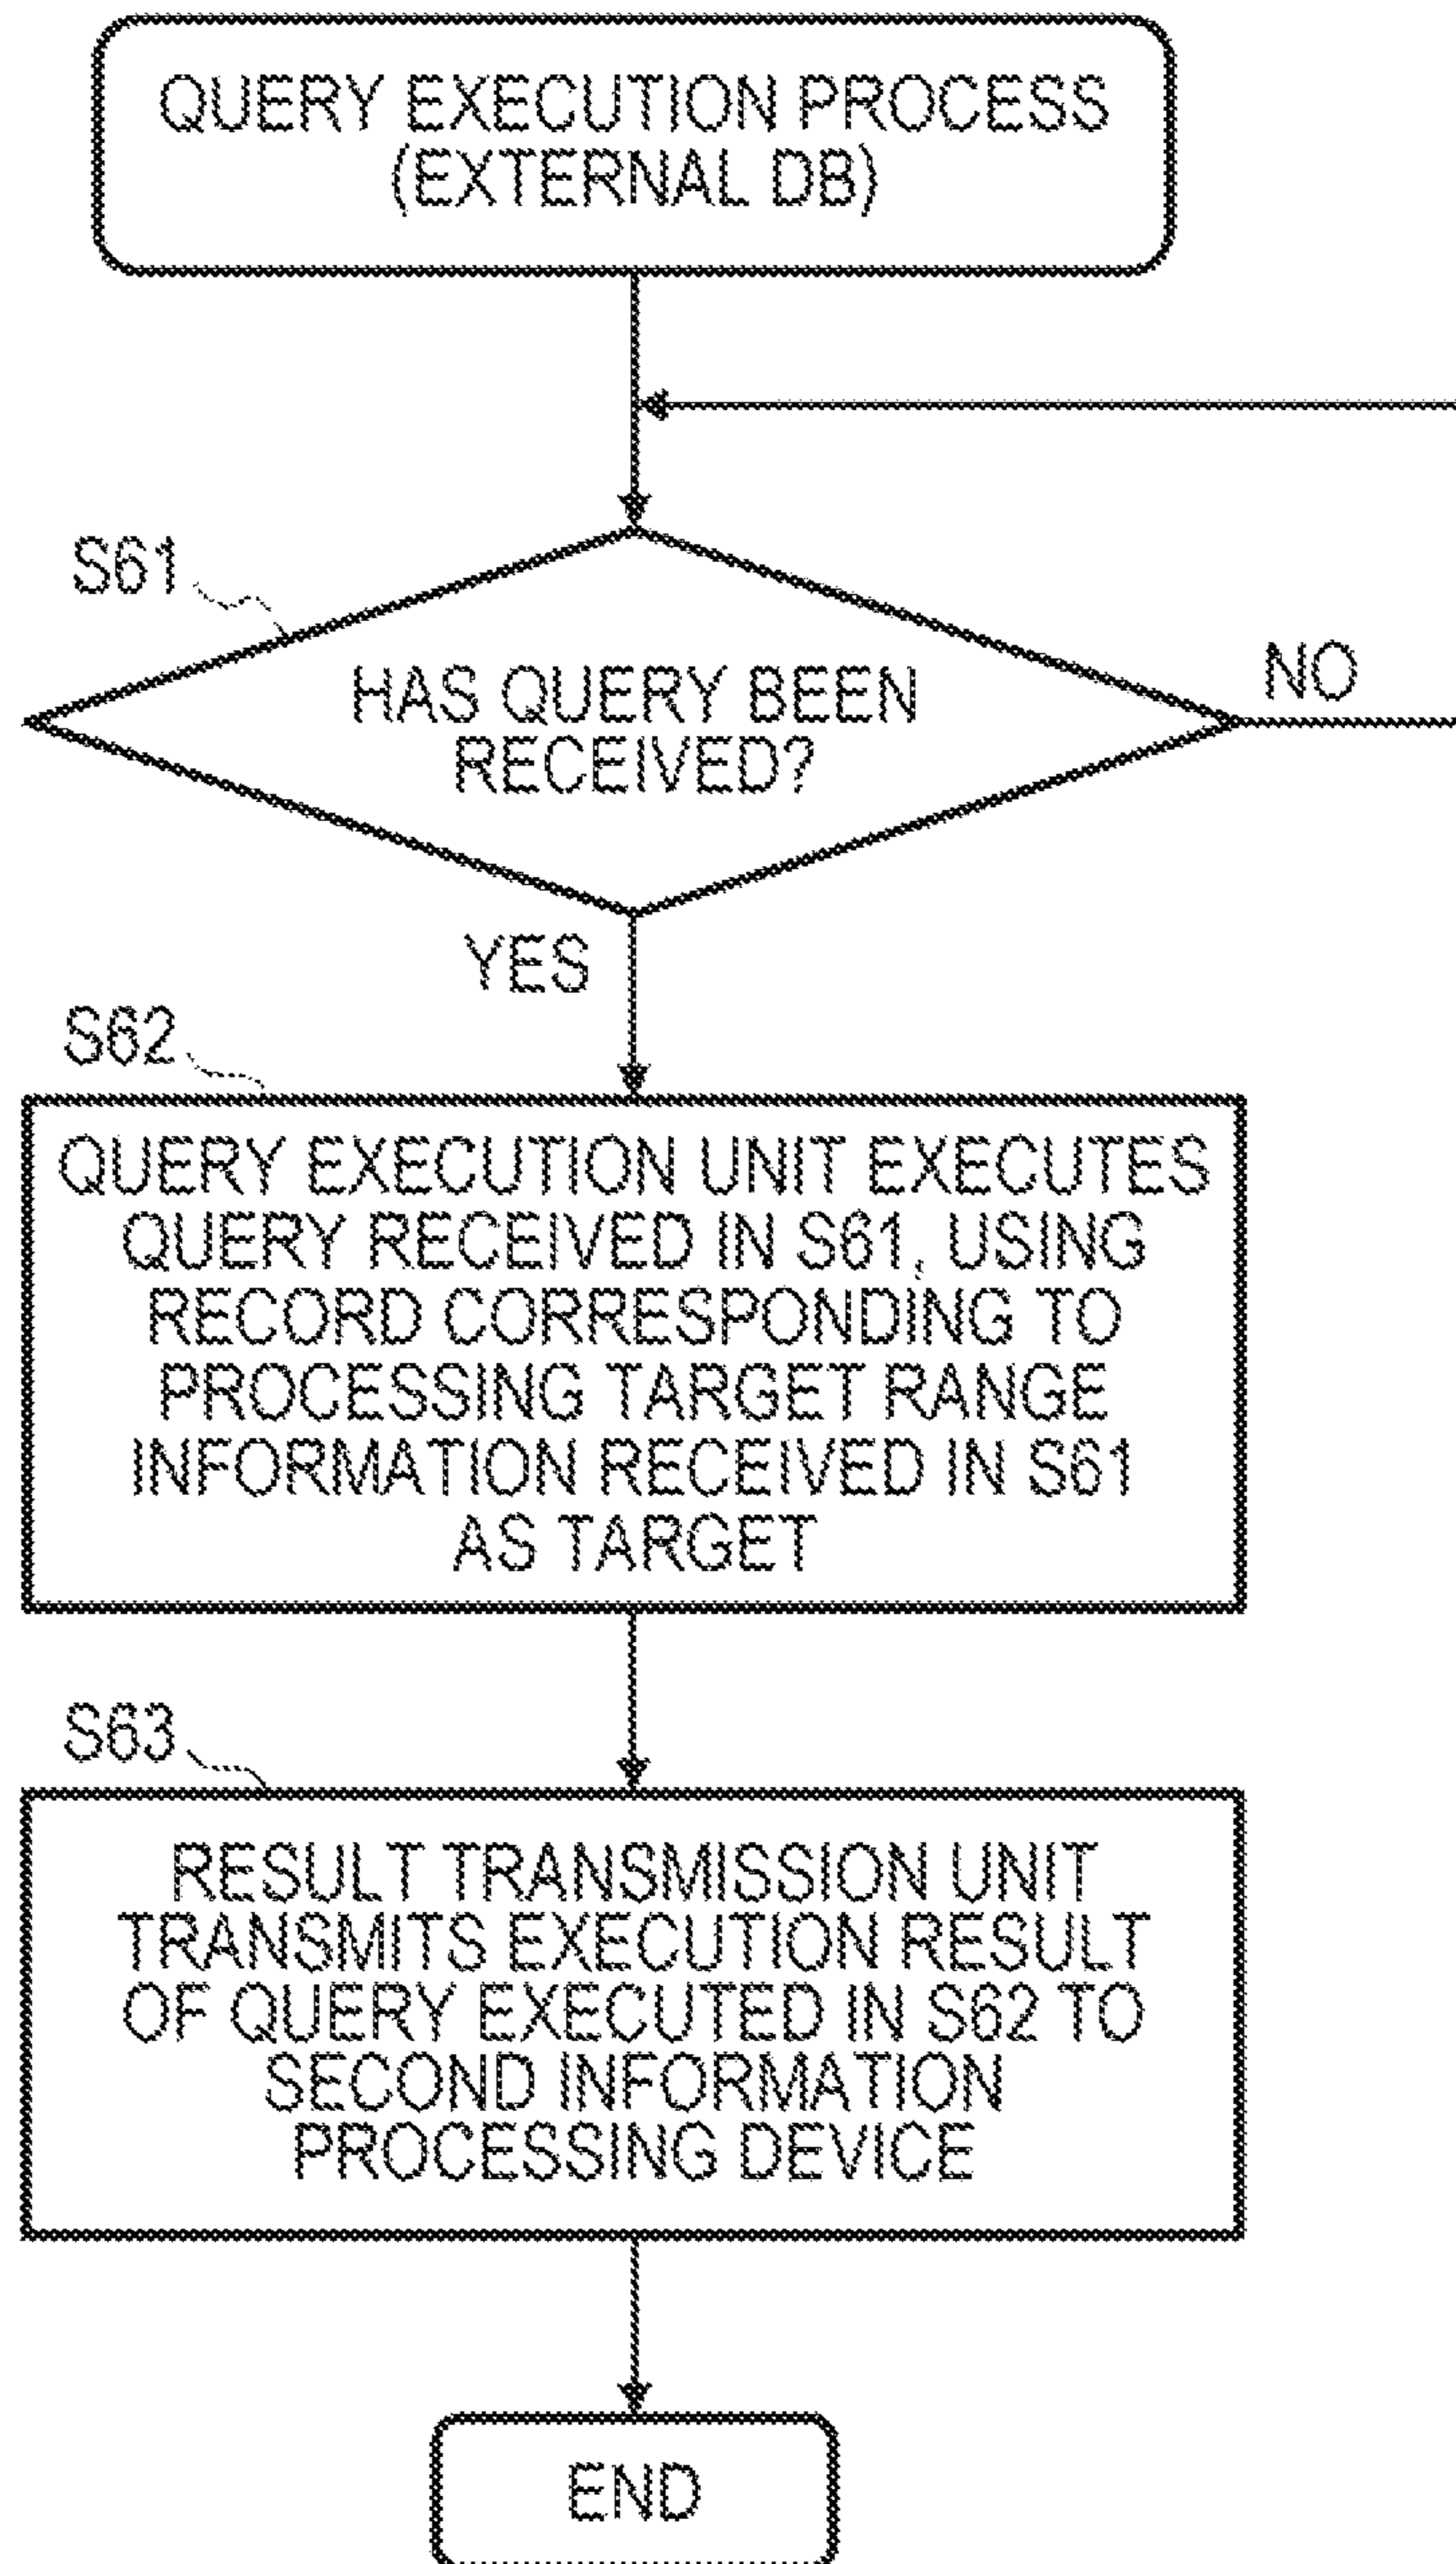 QUERY EXECUTION PROCESS
(EXTERNAL DB)
S61
HAS QUERY BEEN
RECEIVED?
NO
YES
S62
QUERY EXECUTION UNIT EXECUTES
QUERY RECEIVED IN S61, USING
RECORD CORRESPONDING TO
PROCESSING TARGET RANGE
INFORMATION RECEIVED IN S61
AS TARGET
S63
RESULT TRANSMISSION UNIT
TRANSMITS EXECUTION RESULT
OF QUERY EXECUTED IN S62 TO
SECOND INFORMATION
PROCESSING DEVICE
END